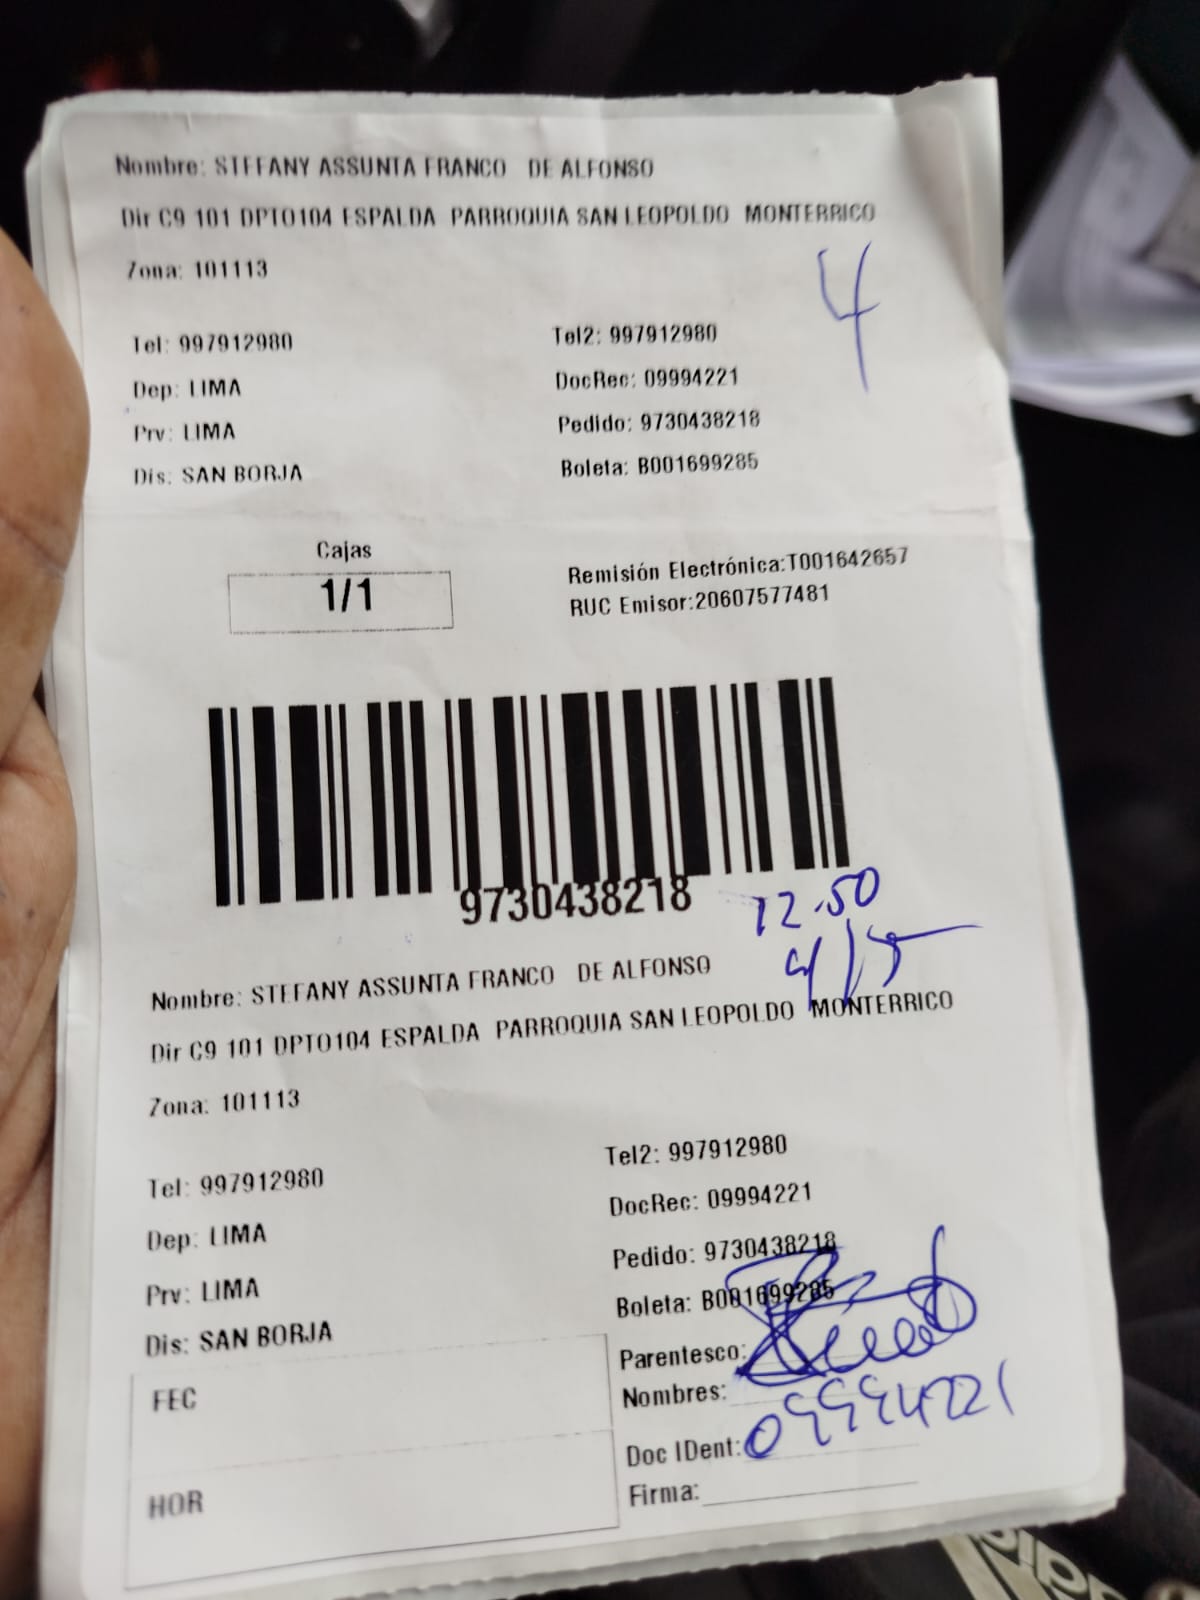 Nombre: STEFANY ASSUNTA FRANCO DE ALFONSO
Dir C9 101 DPTO104 ESPALDA PARROQUIA SAN LEOPOLDO MONTERRICO
Zona: 101113
4
Tel: 997912980 Tel2: 997912980
Dep: LIMA DocRec: 09994221
Prv: LIMA Pedido: 9730438218
Dis: SAN BORJA Boleta: B001699285
Cajas
1/1
Remisión Electrónica:T001642657
RUC Emisor:20607577481
9730438218
12.50
Nombre: STEFANY ASSUNTA FRANCO DE ALFONSO
Dir C9 101 DPTO104 ESPALDA PARROQUIA SAN LEOPOLDO MONTERRICO
Zona: 101113
Tel: 997912980 Tel2: 997912980
Dep: LIMA DocRec: 09994221
Prv: LIMA Pedido: 9730438218
Dis: SAN BORJA Boleta: B001699285
Parentesco:
Nombres:
Doc IDent: 09994221
Firma:
FEC
HOR